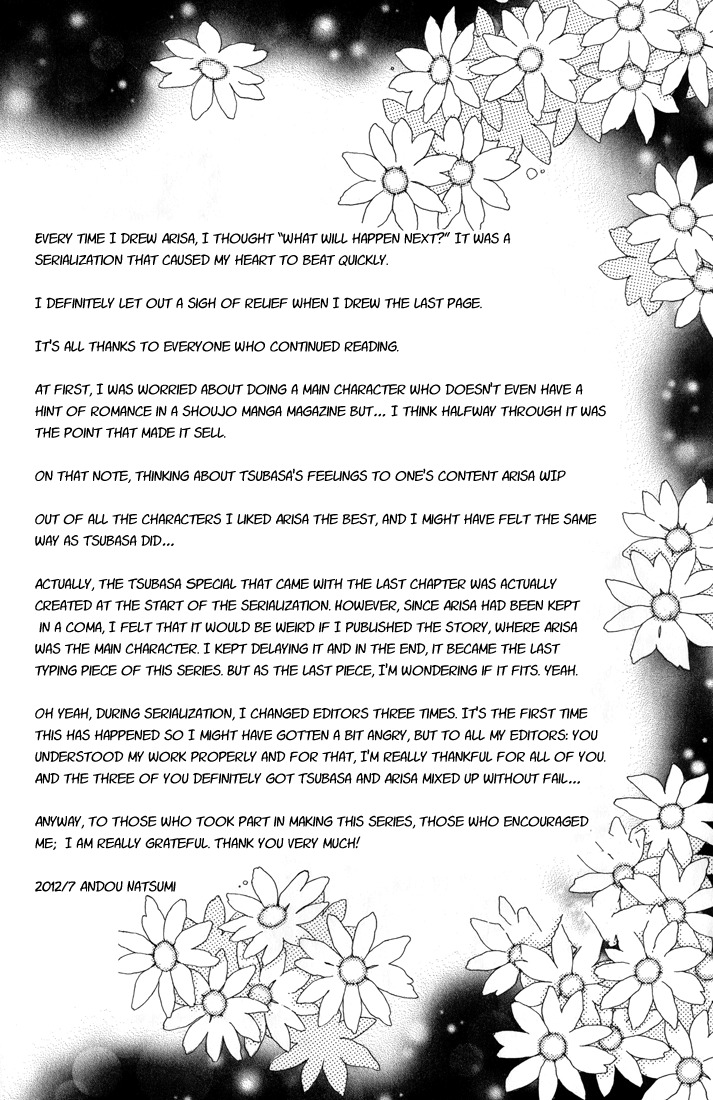 EVERY TIME I DREW ARISA, I THOUGHT "WHAT WILL HAPPEN NEXT?" IT WAS A
SERIALIZATION THAT CAUSED MY HEART TO BEAT QUICKLY.
I DEFINITELY LET OUT A SIGH OF RELIEF WHEN I DREW THE LAST PAGE.
IT'S ALL THANKS TO EVERYONE WHO CONTINUED READING.
AT FIRST, I WAS WORRIED ABOUT DOING A MAIN CHARACTER WHO DOESN'T EVEN HAVE A
HINT OF ROMANCE IN A SHOUJO MANGA MAGAZINE BUT... I THINK HALFWAY THROUGH IT WAS
THE POINT THAT MADE IT SELL.
ON THAT NOTE, THINKING ABOUT TSUBASA'S FEELINGS TO ONE'S CONTENT ARISA WIP
OUT OF ALL THE CHARACTERS I LIKED ARISA THE BEST, AND I MIGHT HAVE FELT THE SAME
WAY AS TSUBASA DID...
ACTUALLY, THE TSUBASA SPECIAL THAT CAME WITH THE LAST CHAPTER WAS ACTUALLY
CREATED AT THE START OF THE SERIALIZATION. HOWEVER, SINCE ARISA HAD BEEN KEPT
IN A COMA, I FELT THAT IT WOULD BE WEIRD IF I PUBLISHED THE STORY, WHERE ARISA
WAS THE MAIN CHARACTER. I KEPT DELAYING IT AND IN THE END, IT BECAME THE LAST
TYPING PIECE OF THIS SERIES. BUT AS THE LAST PIECE, I'M WONDERING IF IT FITS. YEAH.
OH YEAH, DURING SERIALIZATION, I CHANGED EDITORS THREE TIMES. IT'S THE FIRST TIME
THIS HAS HAPPENED SO I MIGHT HAVE GOTTEN A BIT ANGRY, BUT TO ALL MY EDITORS: YOU
UNDERSTOOD MY WORK PROPERLY AND FOR THAT, I'M REALLY THANKFUL FOR ALL OF YOU.
AND THE THREE OF YOU DEFINITELY GOT TSUBASA AND ARISA MIXED UP WITHOUT FAIL...
ANYWAY, TO THOSE WHO TOOK PART IN MAKING THIS SERIES, THOSE WHO ENCOURAGED
ME; I AM REALLY GRATEFUL. THANK YOU VERY MUCH!
2012/7 ANDOU NATSUMI